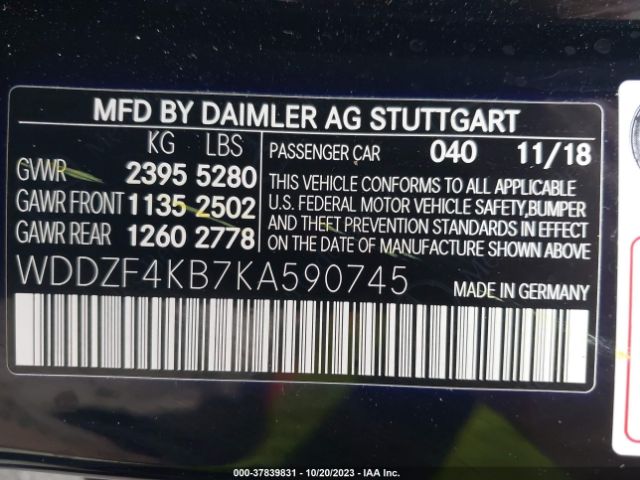 MFD BY DAIMLER AG STUTTGART
KG LBS
GVWR 2395 5280
GAWR FRONT 1135 2502
GAWR REAR 1260 2778
PASSENGER CAR 040 11/18
THIS VEHICLE CONFORMS TO ALL APPLICABLE
U.S. FEDERAL MOTOR VEHICLE SAFETY,BUMPER
AND THEFT PREVENTION STANDARDS IN EFFECT
ON THE DATE OF MANUFACTURE SHOWN ABOVE.
WDDZF4KB7KA590745 MADE IN GERMANY
000-37839831 - 10/20/2023 - IAA Inc.